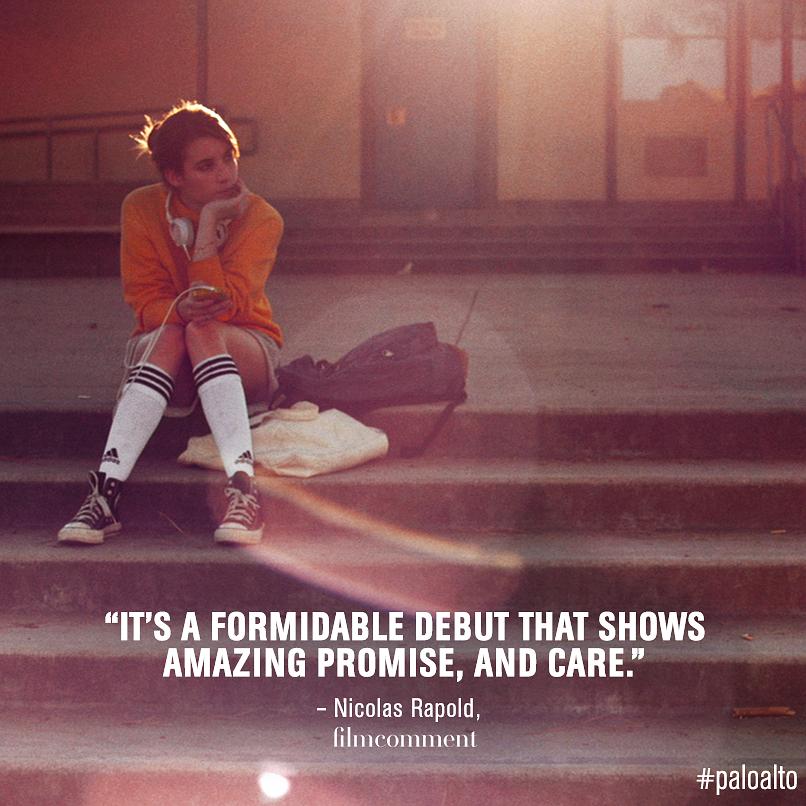 “IT’S A FORMIDABLE DEBUT THAT SHOWS
AMAZING PROMISE, AND CARE.”
– Nicolas Rapold,
filmcomment
#paloalto